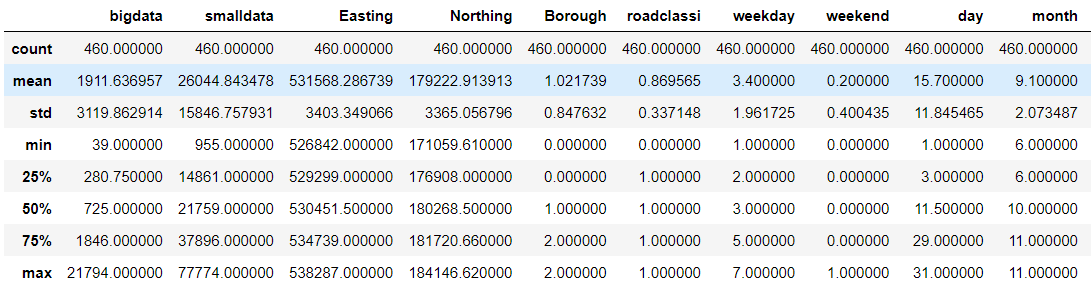 bigdata smalldata Easting Northing Borough roadclassi weekday weekend day month
count 460.000000 460.000000 460.000000 460.000000 460.000000 460.000000 460.000000 460.000000 460.000000 460.000000
mean 1911.636957 26044.843478 531568.286739 179222.913913 1.021739 0.869565 3.400000 0.200000 15.700000 9.100000
std 3119.862914 15846.757931 3403.349066 3365.056796 0.847632 0.337148 1.961725 0.400435 11.845465 2.073487
min 39.000000 955.000000 526842.000000 171059.610000 0.000000 0.000000 1.000000 0.000000 1.000000 6.000000
25% 280.750000 14861.000000 529299.000000 176908.000000 0.000000 1.000000 2.000000 0.000000 3.000000 6.000000
50% 725.000000 21759.000000 530451.500000 180268.500000 1.000000 1.000000 3.000000 0.000000 11.500000 10.000000
75% 1846.000000 37896.000000 534739.000000 181720.660000 2.000000 1.000000 5.000000 0.000000 29.000000 11.000000
max 21794.000000 77774.000000 538287.000000 184146.620000 2.000000 1.000000 7.000000 1.000000 31.000000 11.000000